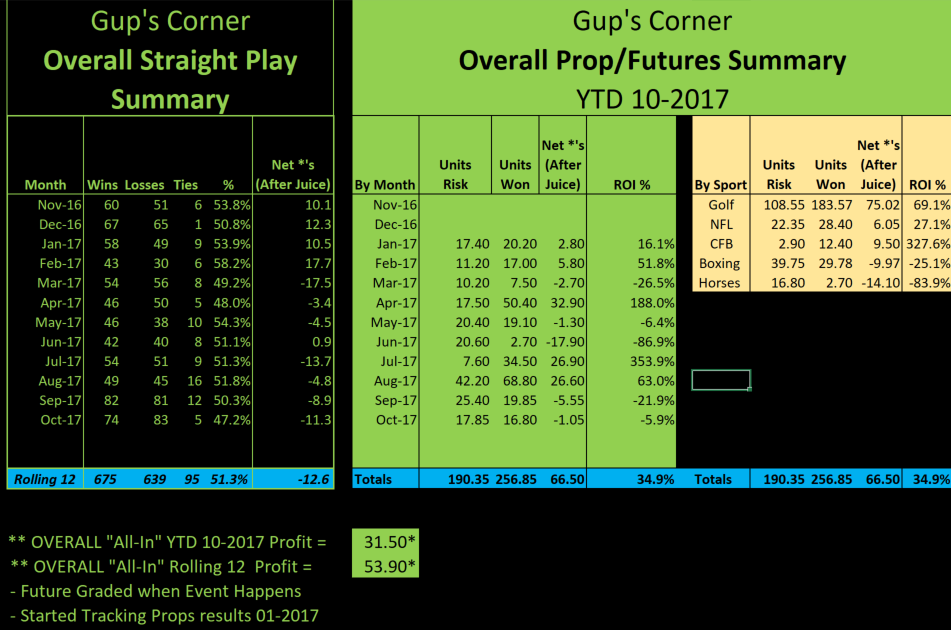 Gup's Corner
Overall Straight Play
Summary
Month Wins Losses Ties % Net *'s (After Juice)
Nov-16 60 51 6 53.8% 10.1
Dec-16 67 65 1 50.8% 12.3
Jan-17 58 49 9 53.9% 10.5
Feb-17 43 30 6 58.2% 17.7
Mar-17 54 56 8 49.2% -17.5
Apr-17 46 50 5 48.0% -3.4
May-17 46 38 10 54.3% -4.5
Jun-17 42 40 8 51.1% 0.9
Jul-17 54 51 9 51.3% -13.7
Aug-17 49 45 16 51.8% -4.8
Sep-17 82 81 12 50.3% -8.9
Oct-17 74 83 5 47.2% -11.3
Rolling 12 675 639 95 51.3% -12.6
Gup's Corner
Overall Prop/Futures Summary
YTD 10-2017
By Month Units Risk Units Won Net *'s (After Juice) ROI %
Nov-16
Dec-16
Jan-17 17.40 20.20 2.80 16.1%
Feb-17 11.20 17.00 5.80 51.8%
Mar-17 10.20 7.50 -2.70 -26.5%
Apr-17 17.50 50.40 32.90 188.0%
May-17 20.40 19.10 -1.30 -6.4%
Jun-17 20.60 2.70 -17.90 -86.9%
Jul-17 7.60 34.50 26.90 353.9%
Aug-17 42.20 68.80 26.60 63.0%
Sep-17 25.40 19.85 -5.55 -21.9%
Oct-17 17.85 16.80 -1.05 -5.9%
Totals 190.35 256.85 66.50 34.9%
By Sport Units Risk Units Won Net *'s (After Juice) ROI %
Golf 108.55 183.57 75.02 69.1%
NFL 22.35 28.40 6.05 27.1%
CFB 2.90 12.40 9.50 327.6%
Boxing 39.75 29.78 -9.97 -25.1%
Horses 16.80 2.70 -14.10 -83.9%
Totals 190.35 256.85 66.50 34.9%
** OVERALL "All-In" YTD 10-2017 Profit = 31.50*
** OVERALL "All-In" Rolling 12 Profit = 53.90*
- Future Graded when Event Happens
- Started Tracking Props results 01-2017